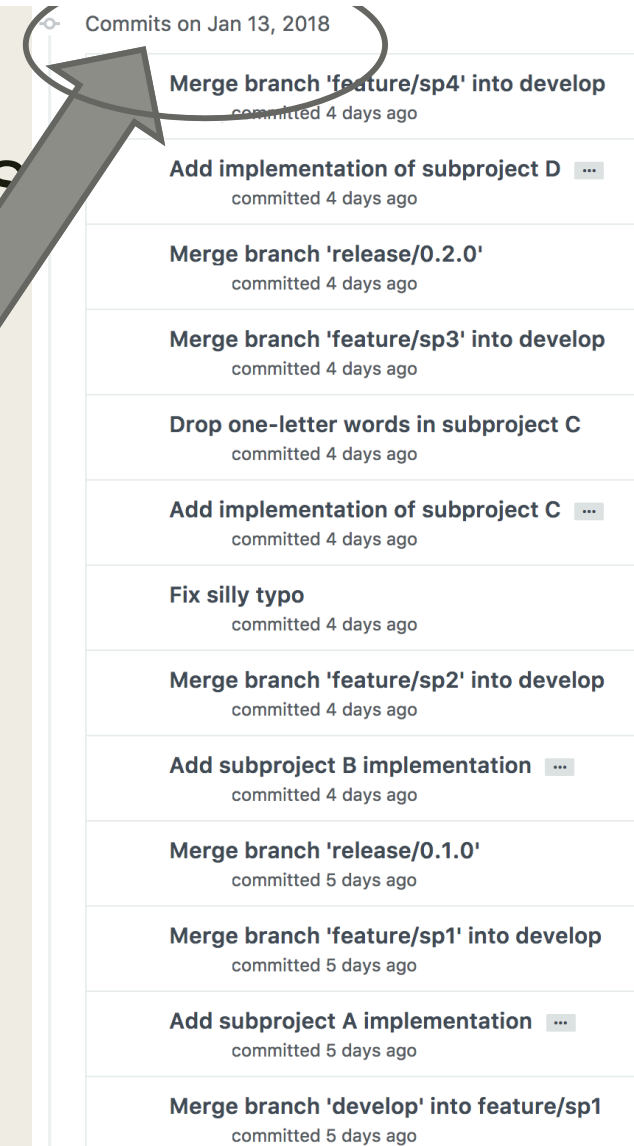 Commits on Jan 13, 2018
Merge branch 'feature/sp4' into develop
committed 4 days ago
Add implementation of subproject D ...
committed 4 days ago
Merge branch 'release/0.2.0'
committed 4 days ago
Merge branch 'feature/sp3' into develop
committed 4 days ago
Drop one-letter words in subproject C
committed 4 days ago
Add implementation of subproject C ...
committed 4 days ago
Fix silly typo
committed 4 days ago
Merge branch 'feature/sp2' into develop
committed 4 days ago
Add subproject B implementation ...
committed 4 days ago
Merge branch 'release/0.1.0'
committed 5 days ago
Merge branch 'feature/sp1' into develop
committed 5 days ago
Add subproject A implementation ...
committed 5 days ago
Merge branch 'develop' into feature/sp1
committed 5 days ago